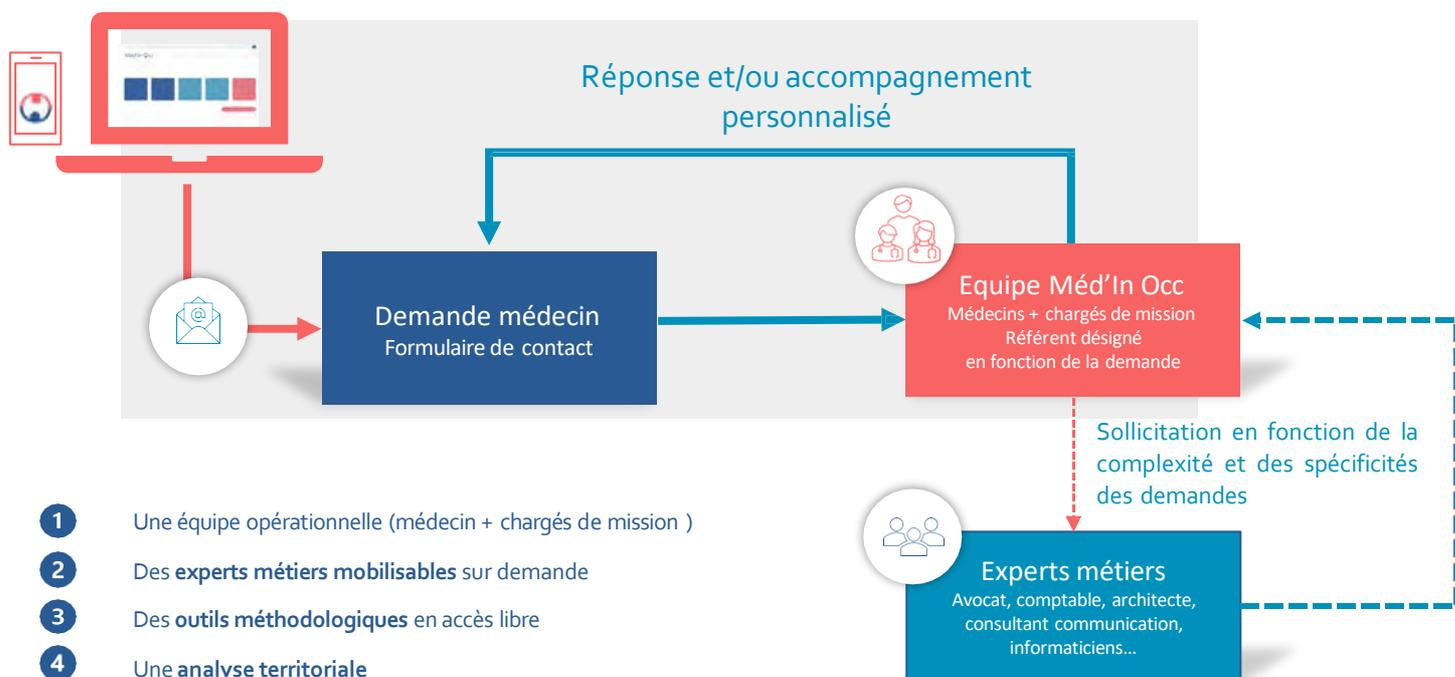 Réponse et/ou accompagnement
personnalisé
Demande médecin
Formulaire de contact
Equipe Méd'In Occ
Médecins + chargés de mission
Référent désigné
en fonction de la demande
Sollicitation en fonction de la
complexité et des spécificités
des demandes
1 Une équipe opérationnelle (médecin + chargés de mission )
2 Des experts métiers mobilisables sur demande
3 Des outils méthodologiques en accès libre
4 Une analyse territoriale
Experts métiers
Avocat, comptable, architecte,
consultant communication,
informaticiens...